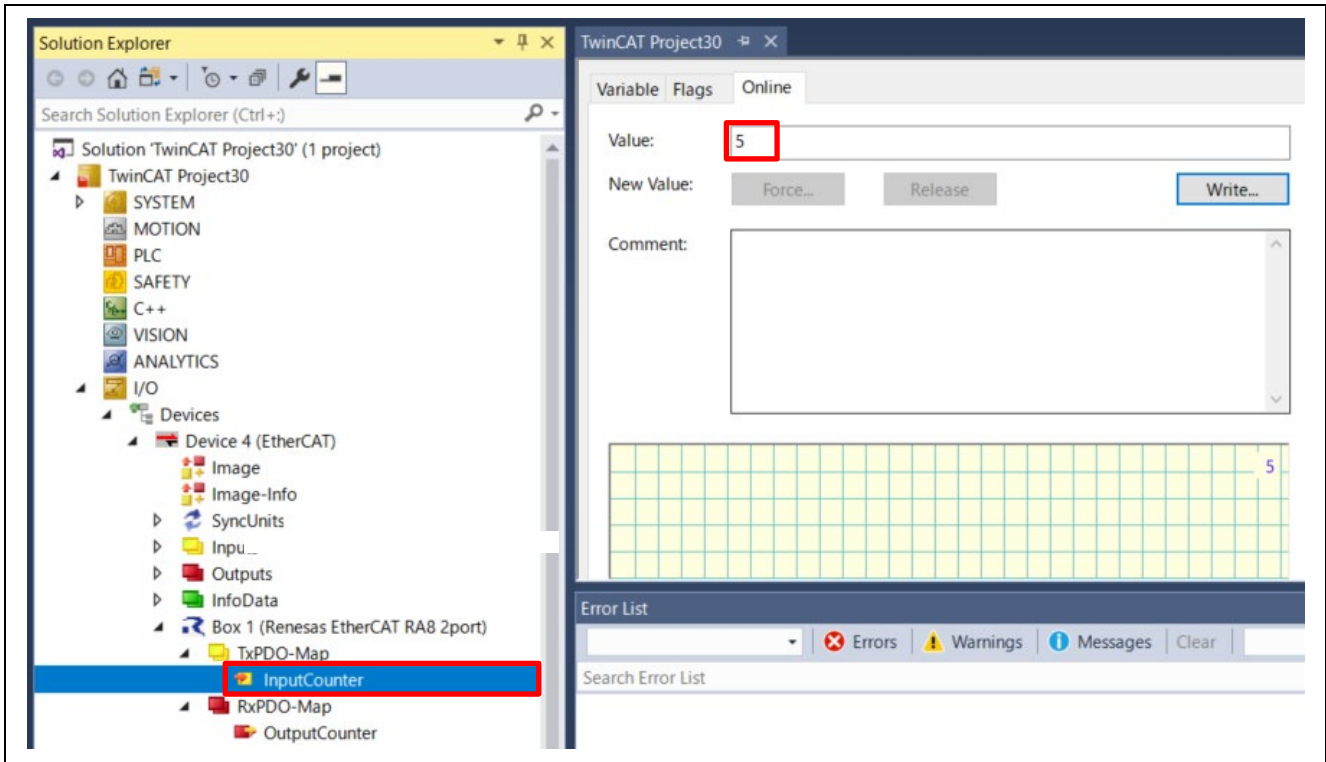 Solution Explorer
Search Solution Explorer (Ctrl+:)
Solution 'TwinCAT Project30' (1 project)
TwinCAT Project30
SYSTEM
MOTION
PLC
SAFETY
C++
VISION
ANALYTICS
I/O
Devices
Device 4 (EtherCAT)
Image
Image-Info
SyncUnits
Outputs
InfoData
Box 1 (Renesas EtherCAT RA8 2port)
TxPDO-Map
InputCounter
RxPDO-Map
OutputCounter
TwinCAT Project30
Variable Flags Online
Value: 5
New Value: Force... Release Write...
Comment:
5
Error List
Errors Warnings Messages Clear
Search Error List